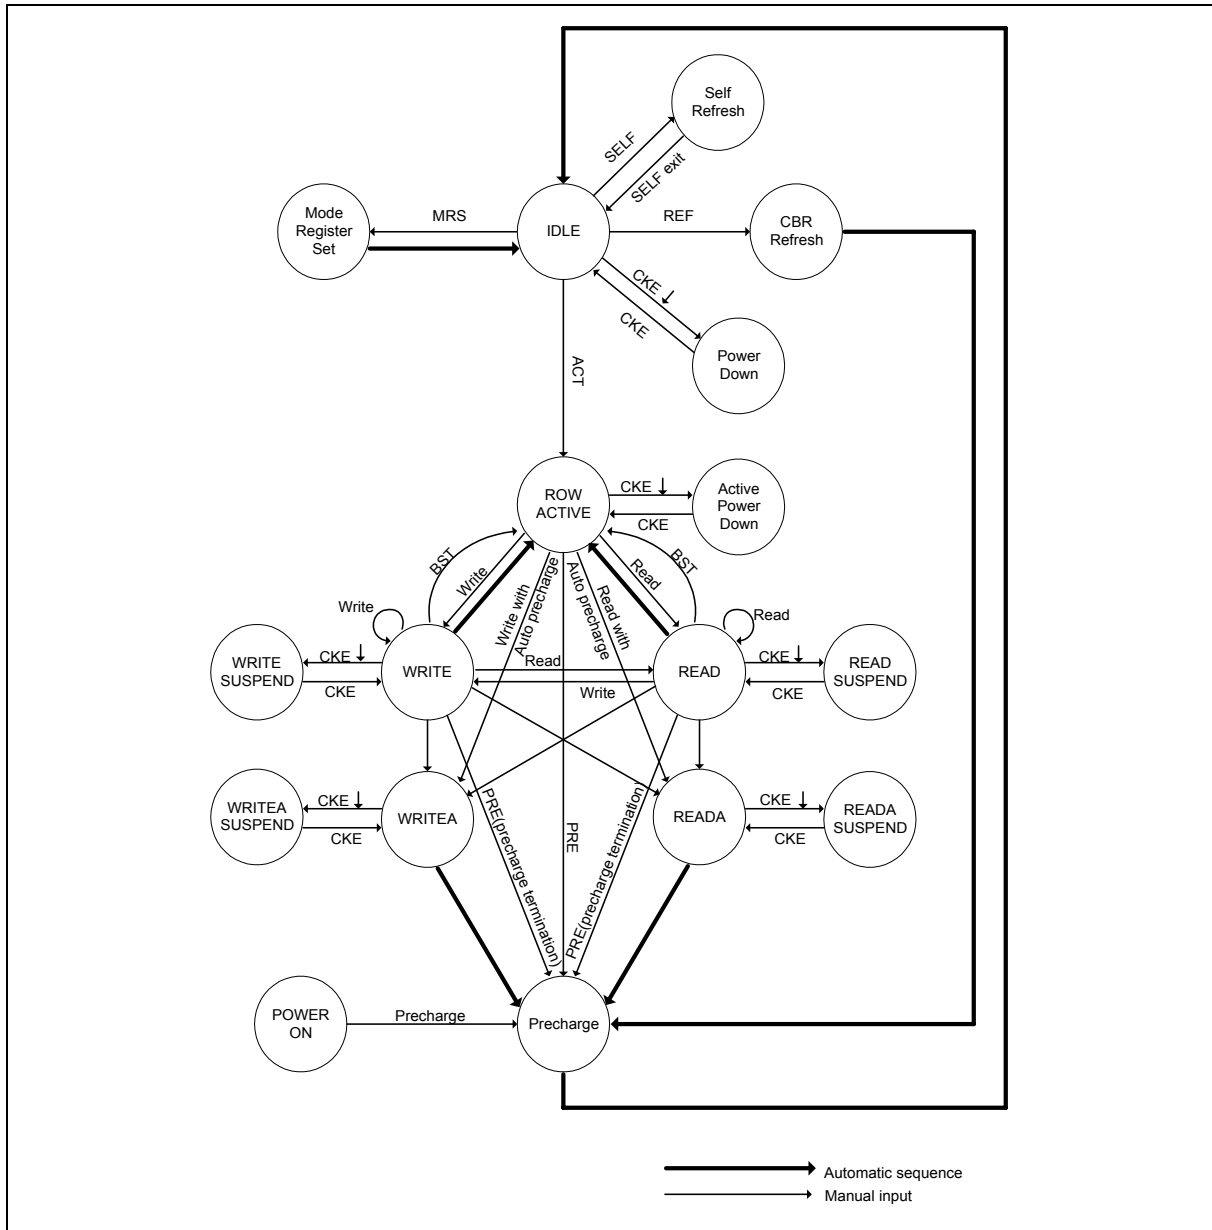 Self
Refresh
SELF
SELF exit
Mode
Register
Set
MRS
IDLE
REF
CBR
Refresh
CKE
CKE
Power
Down
ACT
ROW
ACTIVE
CKE
CKE
Active
Power
Down
BST
Write
Write with
Auto precharge
Auto precharge
Read with
Read
BST
Write
Read
WRITE
SUSPEND
CKE
CKE
WRITE
Read
Write
READ
CKE
CKE
READ
SUSPEND
WRITEA
SUSPEND
CKE
CKE
WRITEA
PRE(precharge termination)
PRE
PRE(precharge termination)
READA
CKE
CKE
READA
SUSPEND
POWER
ON
Precharge
Precharge
Automatic sequence
Manual input